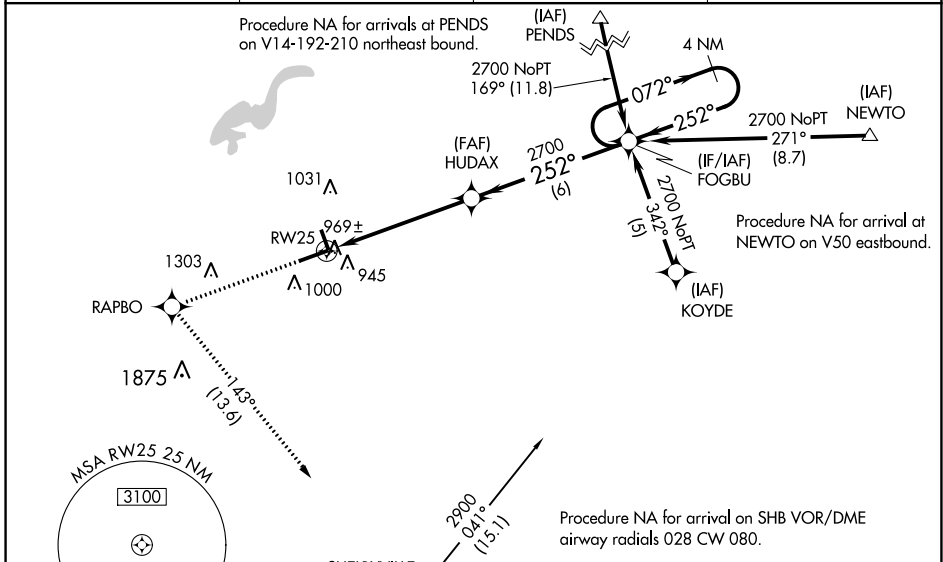 Procedure NA for arrivals at PENDS
on V14-192-210 northeast bound.
(IAF)
PENDS
4 NM
2700 NoPT
169° (11.8)
072°
252°
(IAF)
NEWTO
2700 NoPT
271°
(8.7)
(FAF)
HUDAX
2700
252°
(6)
(IF/IAF)
FOGBU
2700 NoPT
342°
(5)
Procedure NA for arrival at
NEWTO on V50 eastbound.
1031
969±
RW25
945
1303
1000
(IAF)
KOYDE
RAPBO
1875
143°
(13.6)
MSA RW25 25 NM
3100
2900
041°
(15.1)
Procedure NA for arrival on SHB VOR/DME
airway radials 028 CW 080.